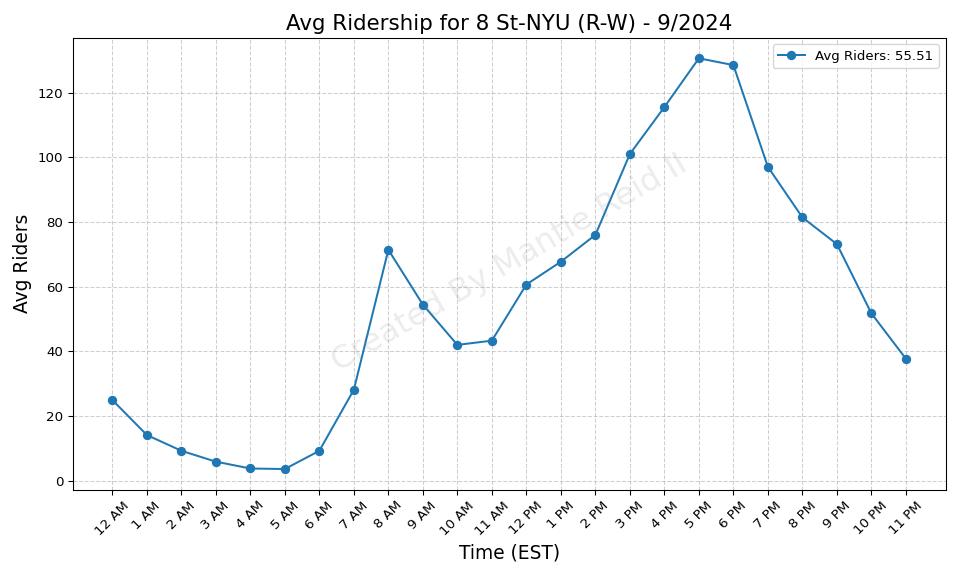 Avg Ridership for 8 St-NYU (R-W) - 9/2024
Avg Riders: 55.51
120
100
80
60
40
20
0
Avg Riders
Created By Mantle Reid II
12 AM 1 AM 2 AM 3 AM 4 AM 5 AM 6 AM 7 AM 8 AM 9 AM 10 AM 11 AM 12 PM 1 PM 2 PM 3 PM 4 PM 5 PM 6 PM 7 PM 8 PM 9 PM 10 PM 11 PM
Time (EST)